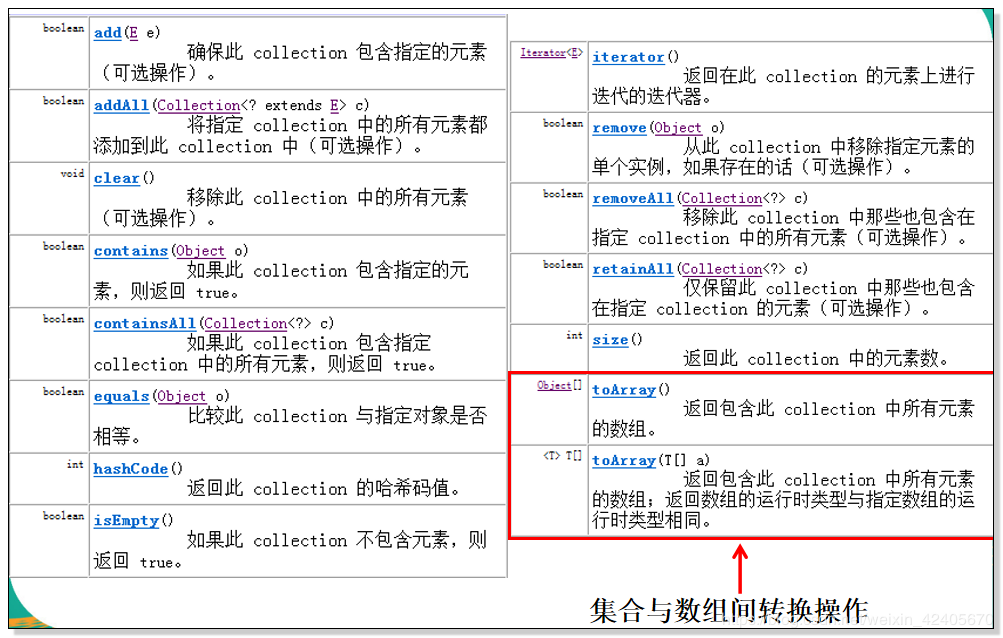 boolean add(E e)
确保此 collection 包含指定的元素
（可选操作）。
boolean addAll(Collection<? extends E> c)
将指定 collection 中的所有元素都
添加到此 collection 中（可选操作）。
void clear()
移除此 collection 中的所有元素
（可选操作）。
boolean contains(Object o)
如果此 collection 包含指定的元
素，则返回 true。
boolean containsAll(Collection<?> c)
如果此 collection 包含指定
collection 中的所有元素，则返回 true。
boolean equals(Object o)
比较此 collection 与指定对象是否
相等。
int hashCode()
返回此 collection 的哈希码值。
boolean isEmpty()
如果此 collection 不包含元素，则
返回 true。
Iterator<E> iterator()
返回在此 collection 的元素上进行
迭代的迭代器。
boolean remove(Object o)
从此 collection 中移除指定元素的
单个实例，如果存在的话（可选操作）。
boolean removeAll(Collection<?> c)
移除此 collection 中那些也包含在
指定 collection 中的所有元素（可选操作）。
boolean retainAll(Collection<?> c)
仅保留此 collection 中那些也包含
在指定 collection 的元素（可选操作）。
int size()
返回此 collection 中的元素数。
Object[] toArray()
返回包含此 collection 中所有元素
的数组。
<T> T[] toArray(T[] a)
返回包含此 collection 中所有元素
的数组；返回数组的运行时类型与指定数组的运
行时类型相同。
集合与数组间转换操作
weixin_42405670